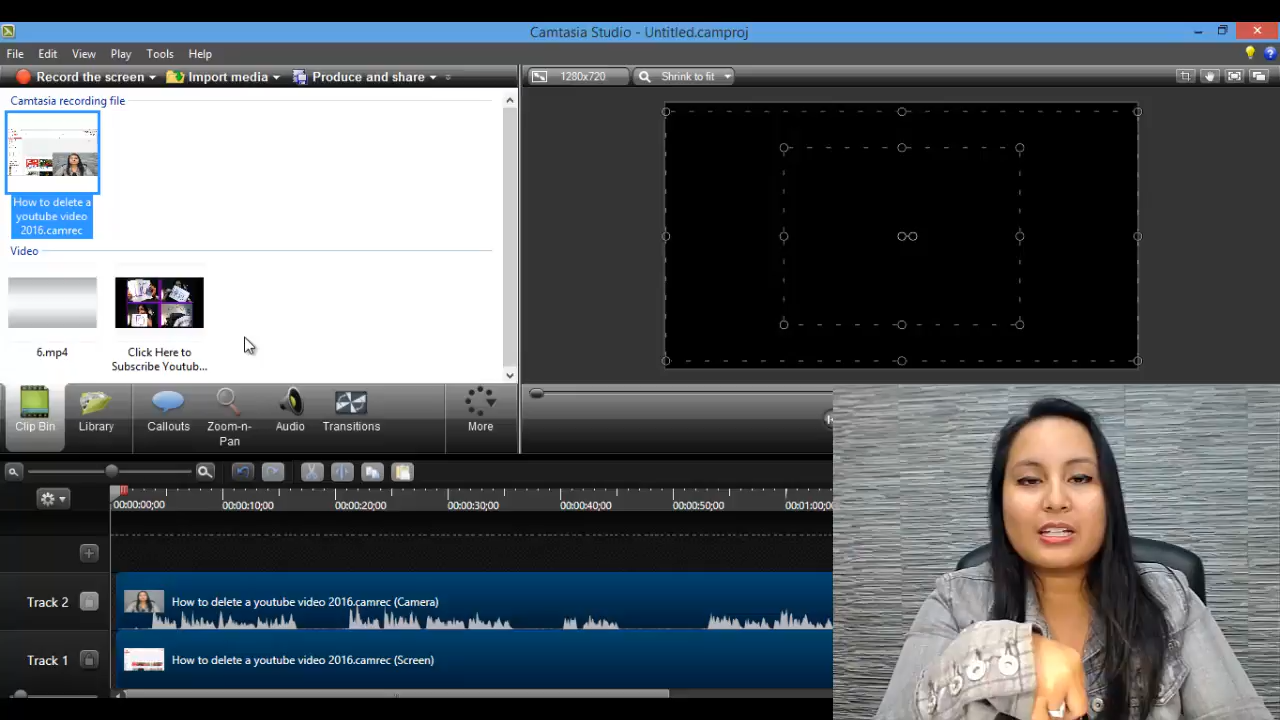 Camtasia Studio - Untitled.camproj
File Edit View Play Tools Help
Record the screen Import media Produce and share
1280x720 Shrink to fit
Camtasia recording file
How to delete a
youtube video
2016.camrec
Video
6.mp4
Click Here to
Subscribe Youtub...
Clip Bin Library Callouts Zoom-n-
Pan Audio Transitions More
00:00:00;00 00:00:10;00 00:00:20;00 00:00:30;00 00:00:40;00 00:00:50;00 00:01:00;
Track 2 How to delete a youtube video 2016.camrec (Camera)
Track 1 How to delete a youtube video 2016.camrec (Screen)